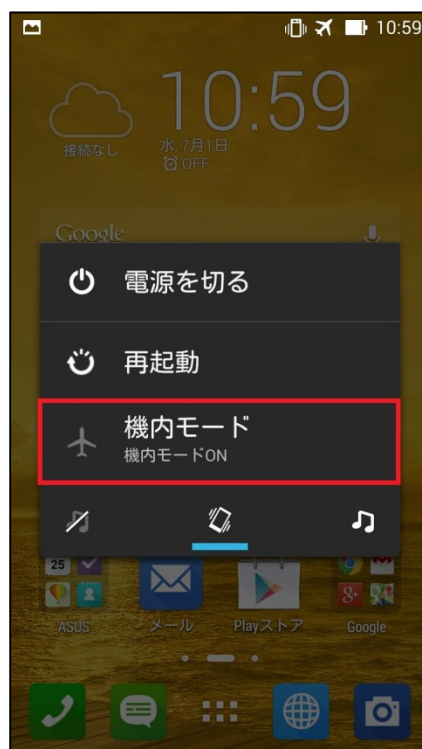 10:59
10:59
接続なし
水, 7月1日
OFF
Google
電源を切る
再起動
機内モード
機内モードON
25
8+
ASUS
メール
Playストア
Google